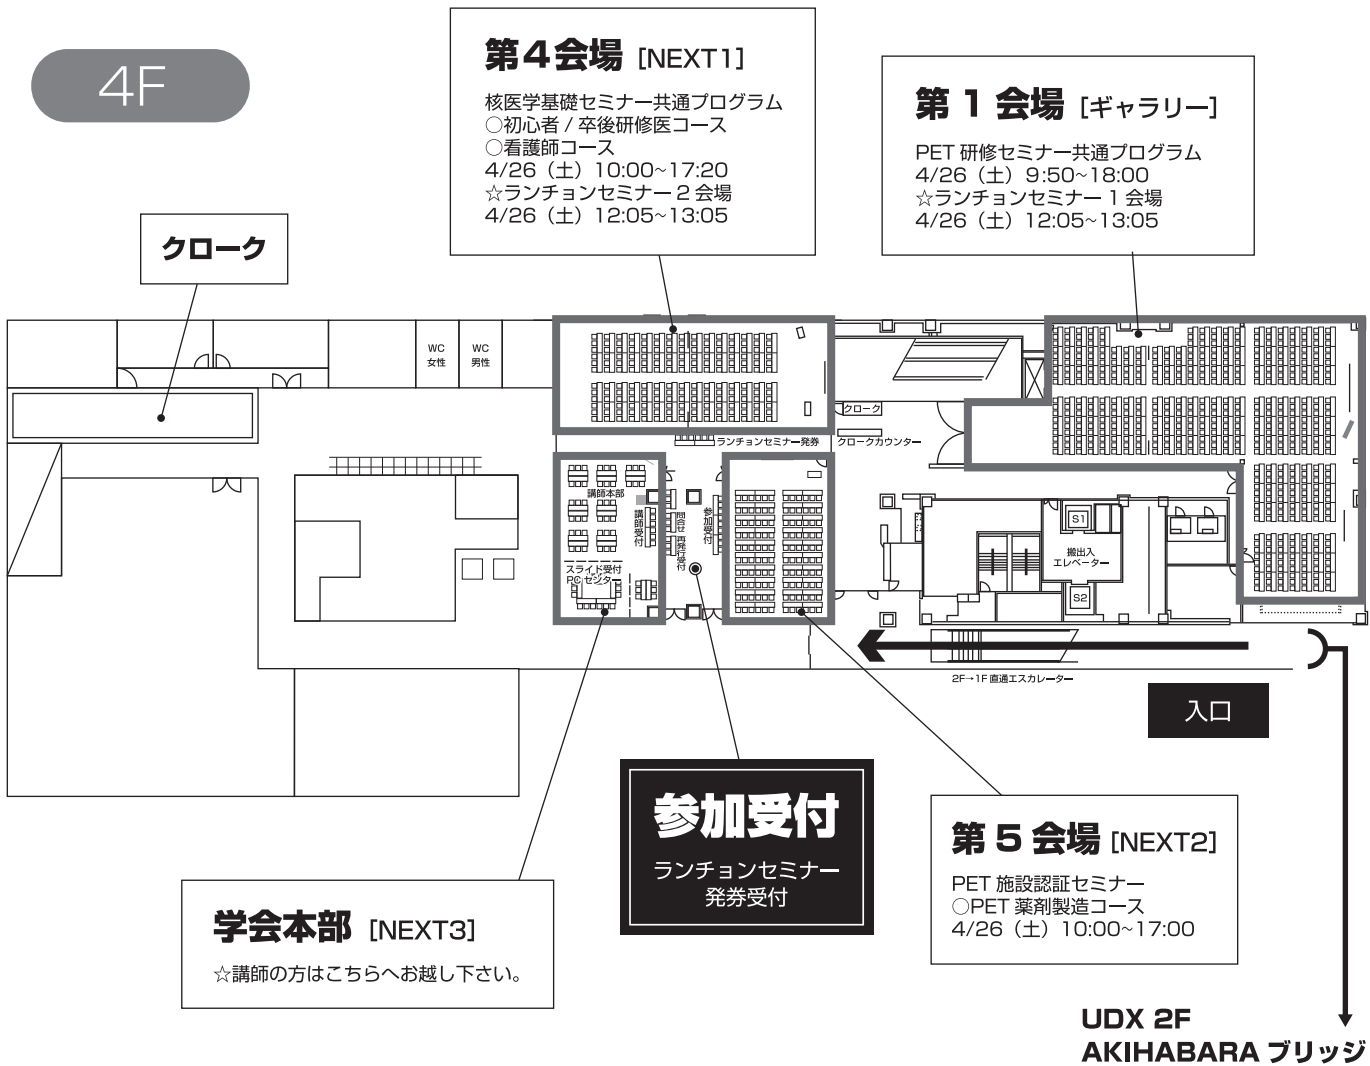 4F
第4会場 [NEXT1]
核医学基礎セミナー共通プログラム
○初心者 / 卒後研修医コース
○看護師コース
4/26（土）10:00~17:20
☆ランチョンセミナー 2 会場
4/26（土）12:05~13:05
第 1 会場 [ギャラリー]
PET 研修セミナー共通プログラム
4/26（土）9:50~18:00
☆ランチョンセミナー 1 会場
4/26（土）12:05~13:05
クローク
WC
女性
WC
男性
クローク
ランチョンセミナー発券
クロークカウンター
講師本部
講師受付
問合せ
再発行受付
参加受付
スライド受付
PC センター
S1
搬出入
エレベーター
S2
2F→1F 直通エスカレーター
入口
参加受付
ランチョンセミナー
発券受付
第 5 会場 [NEXT2]
PET 施設認証セミナー
○PET 薬剤製造コース
4/26（土）10:00~17:00
学会本部 [NEXT3]
☆講師の方はこちらへお越し下さい。
UDX 2F
AKIHABARA ブリッジ